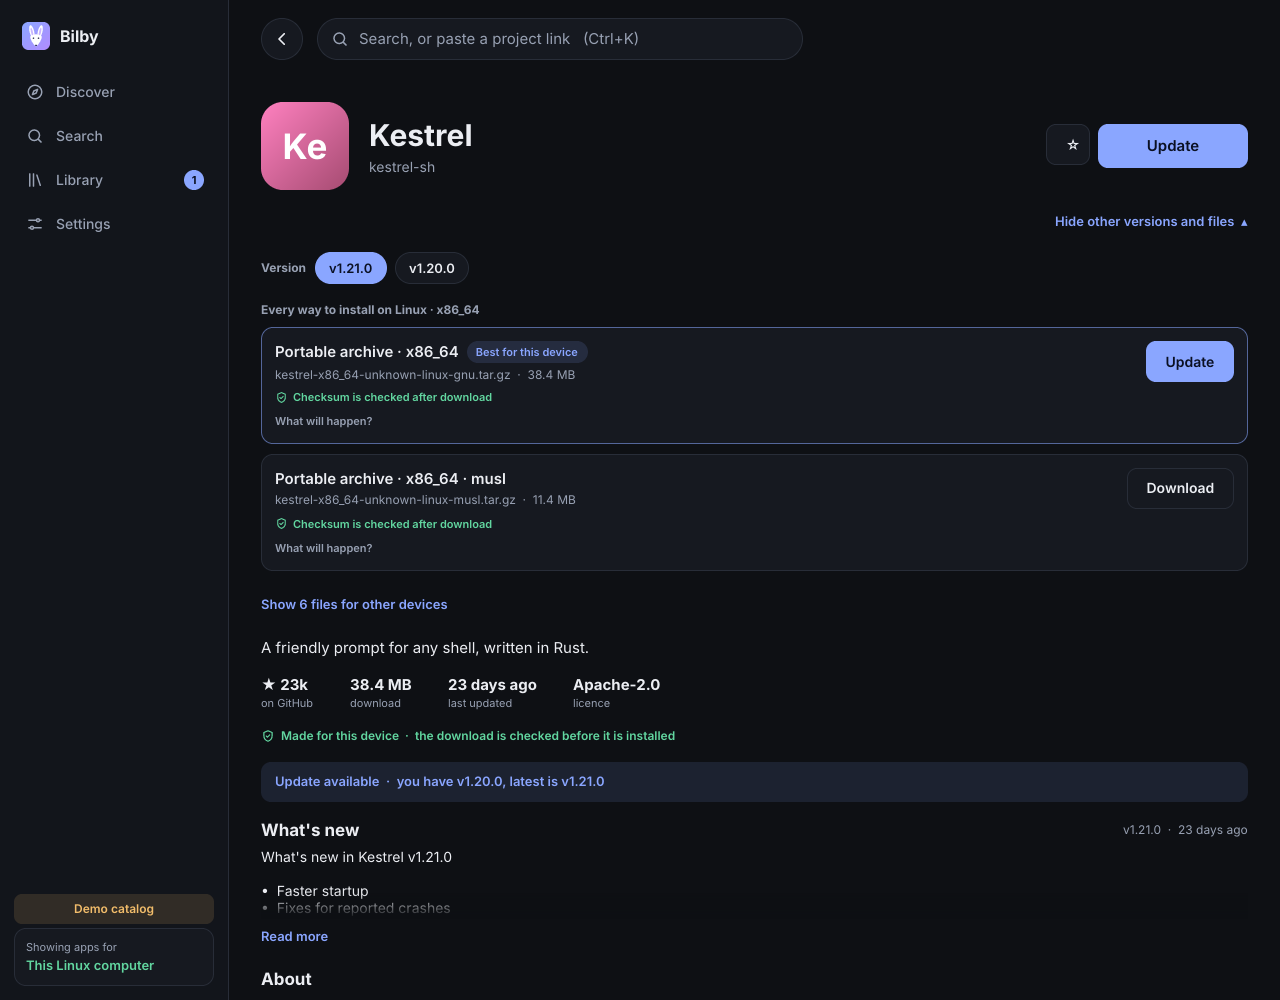 Bilby
Discover
Search
Library 1
Settings
Demo catalog
Showing apps for
This Linux computer
Search, or paste a project link (Ctrl+K)
Ke
Kestrel
kestrel-sh
☆ Update
Hide other versions and files ▲
Version v1.21.0 v1.20.0
Every way to install on Linux · x86_64
Portable archive · x86_64 Best for this device
kestrel-x86_64-unknown-linux-gnu.tar.gz · 38.4 MB
Checksum is checked after download
What will happen?
Update
Portable archive · x86_64 · musl
kestrel-x86_64-unknown-linux-musl.tar.gz · 11.4 MB
Checksum is checked after download
What will happen?
Download
Show 6 files for other devices
A friendly prompt for any shell, written in Rust.
★ 23k 38.4 MB 23 days ago Apache-2.0
on GitHub download last updated licence
Made for this device · the download is checked before it is installed
Update available · you have v1.20.0, latest is v1.21.0
What's new v1.21.0 · 23 days ago
What's new in Kestrel v1.21.0
• Faster startup
• Fixes for reported crashes
Read more
About